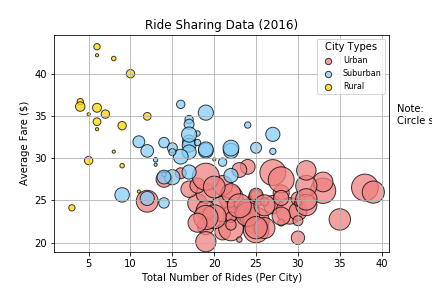 Ride Sharing Data (2016)
City Types
Urban
Suburban
Rural
Note:
Circle s
Average Fare ($)
40
35
30
25
20
5 10 15 20 25 30 35 40
Total Number of Rides (Per City)